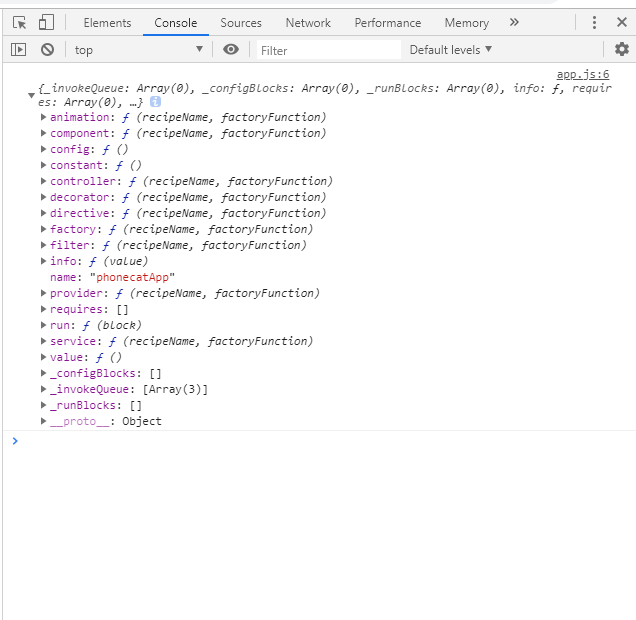 Elements Console Sources Network Performance Memory »
top Filter Default levels
app.js:6
{_invokeQueue: Array(0), _configBlocks: Array(0), _runBlocks: Array(0), info: ƒ, requir
es: Array(0), …}
animation: ƒ (recipeName, factoryFunction)
component: ƒ (recipeName, factoryFunction)
config: ƒ ()
constant: ƒ ()
controller: ƒ (recipeName, factoryFunction)
decorator: ƒ (recipeName, factoryFunction)
directive: ƒ (recipeName, factoryFunction)
factory: ƒ (recipeName, factoryFunction)
filter: ƒ (recipeName, factoryFunction)
info: ƒ (value)
name: "phonecatApp"
provider: ƒ (recipeName, factoryFunction)
requires: []
run: ƒ (block)
service: ƒ (recipeName, factoryFunction)
value: ƒ ()
_configBlocks: []
_invokeQueue: [Array(3)]
_runBlocks: []
__proto__: Object